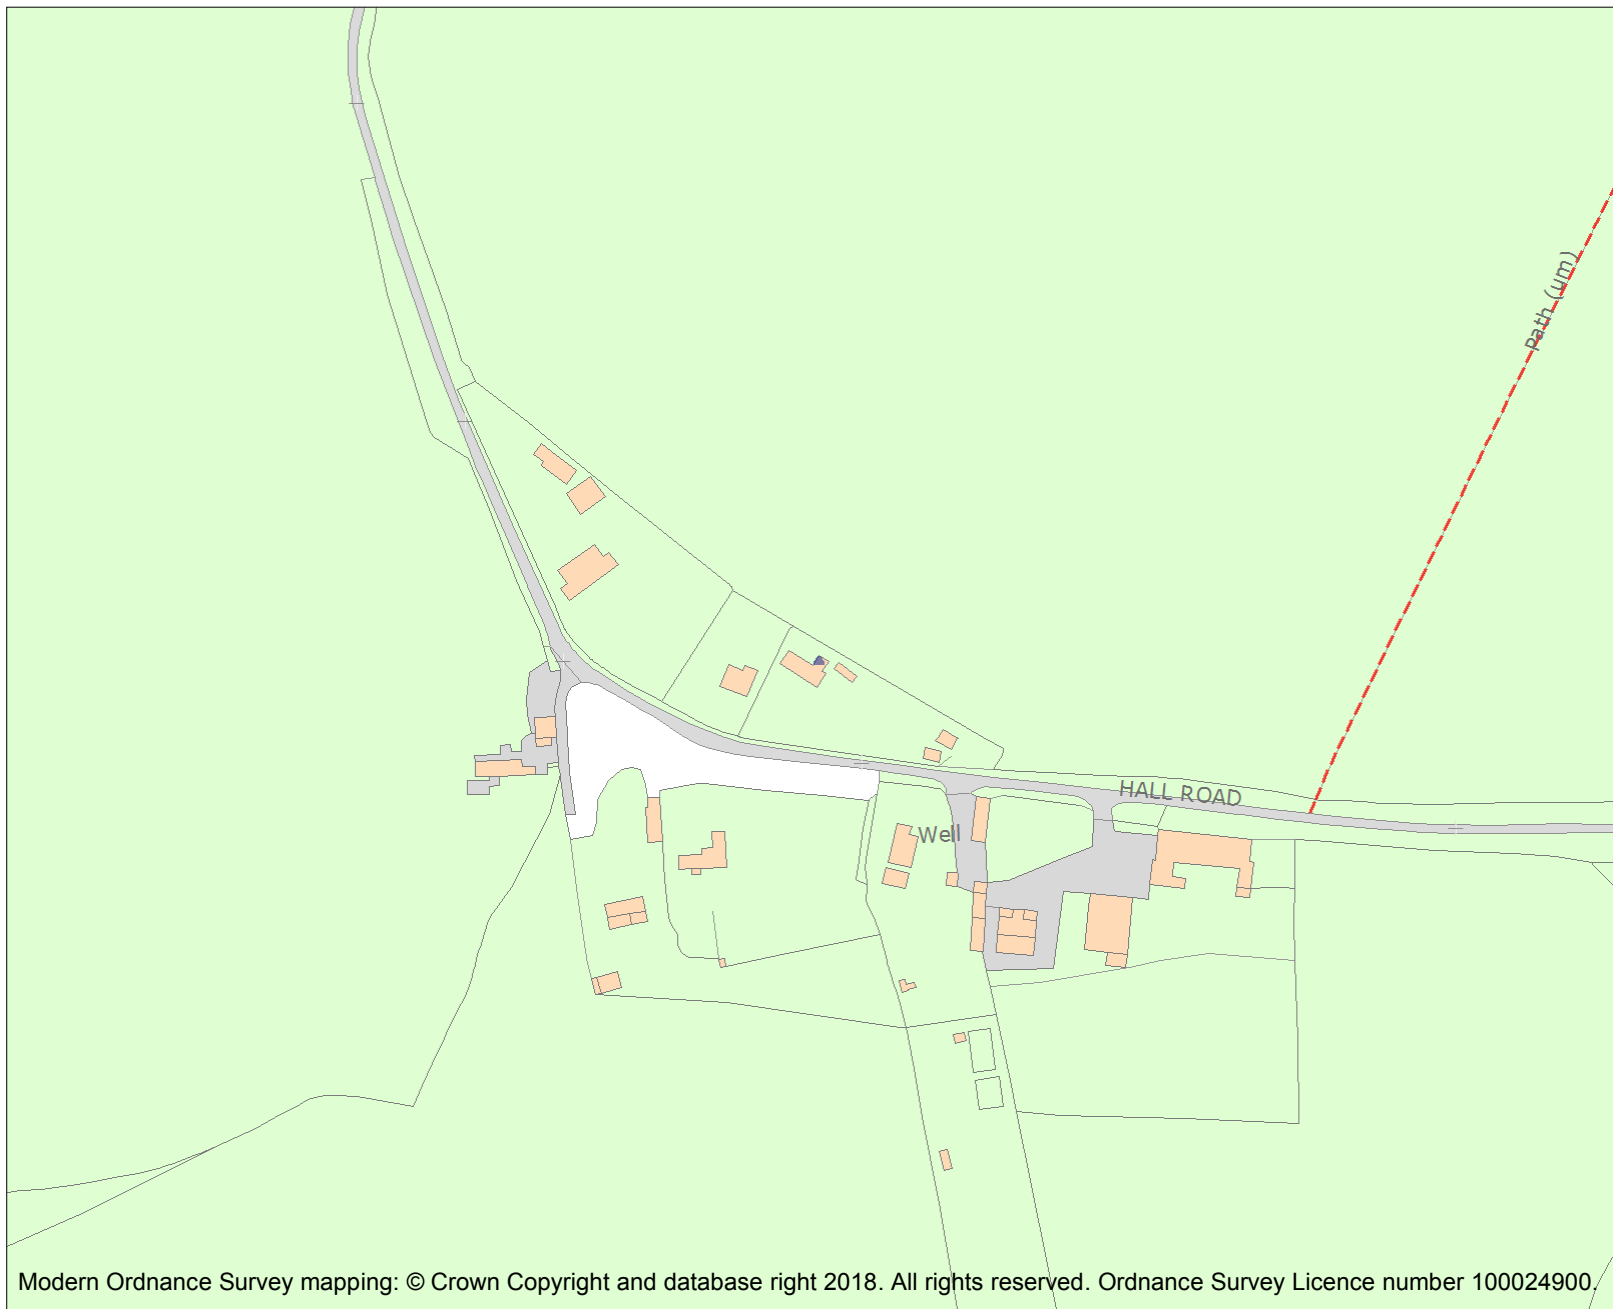 Path (um)
HALL ROAD
Well
Modern Ordnance Survey mapping: © Crown Copyright and database right 2018. All rights reserved. Ordnance Survey Licence number 100024900.